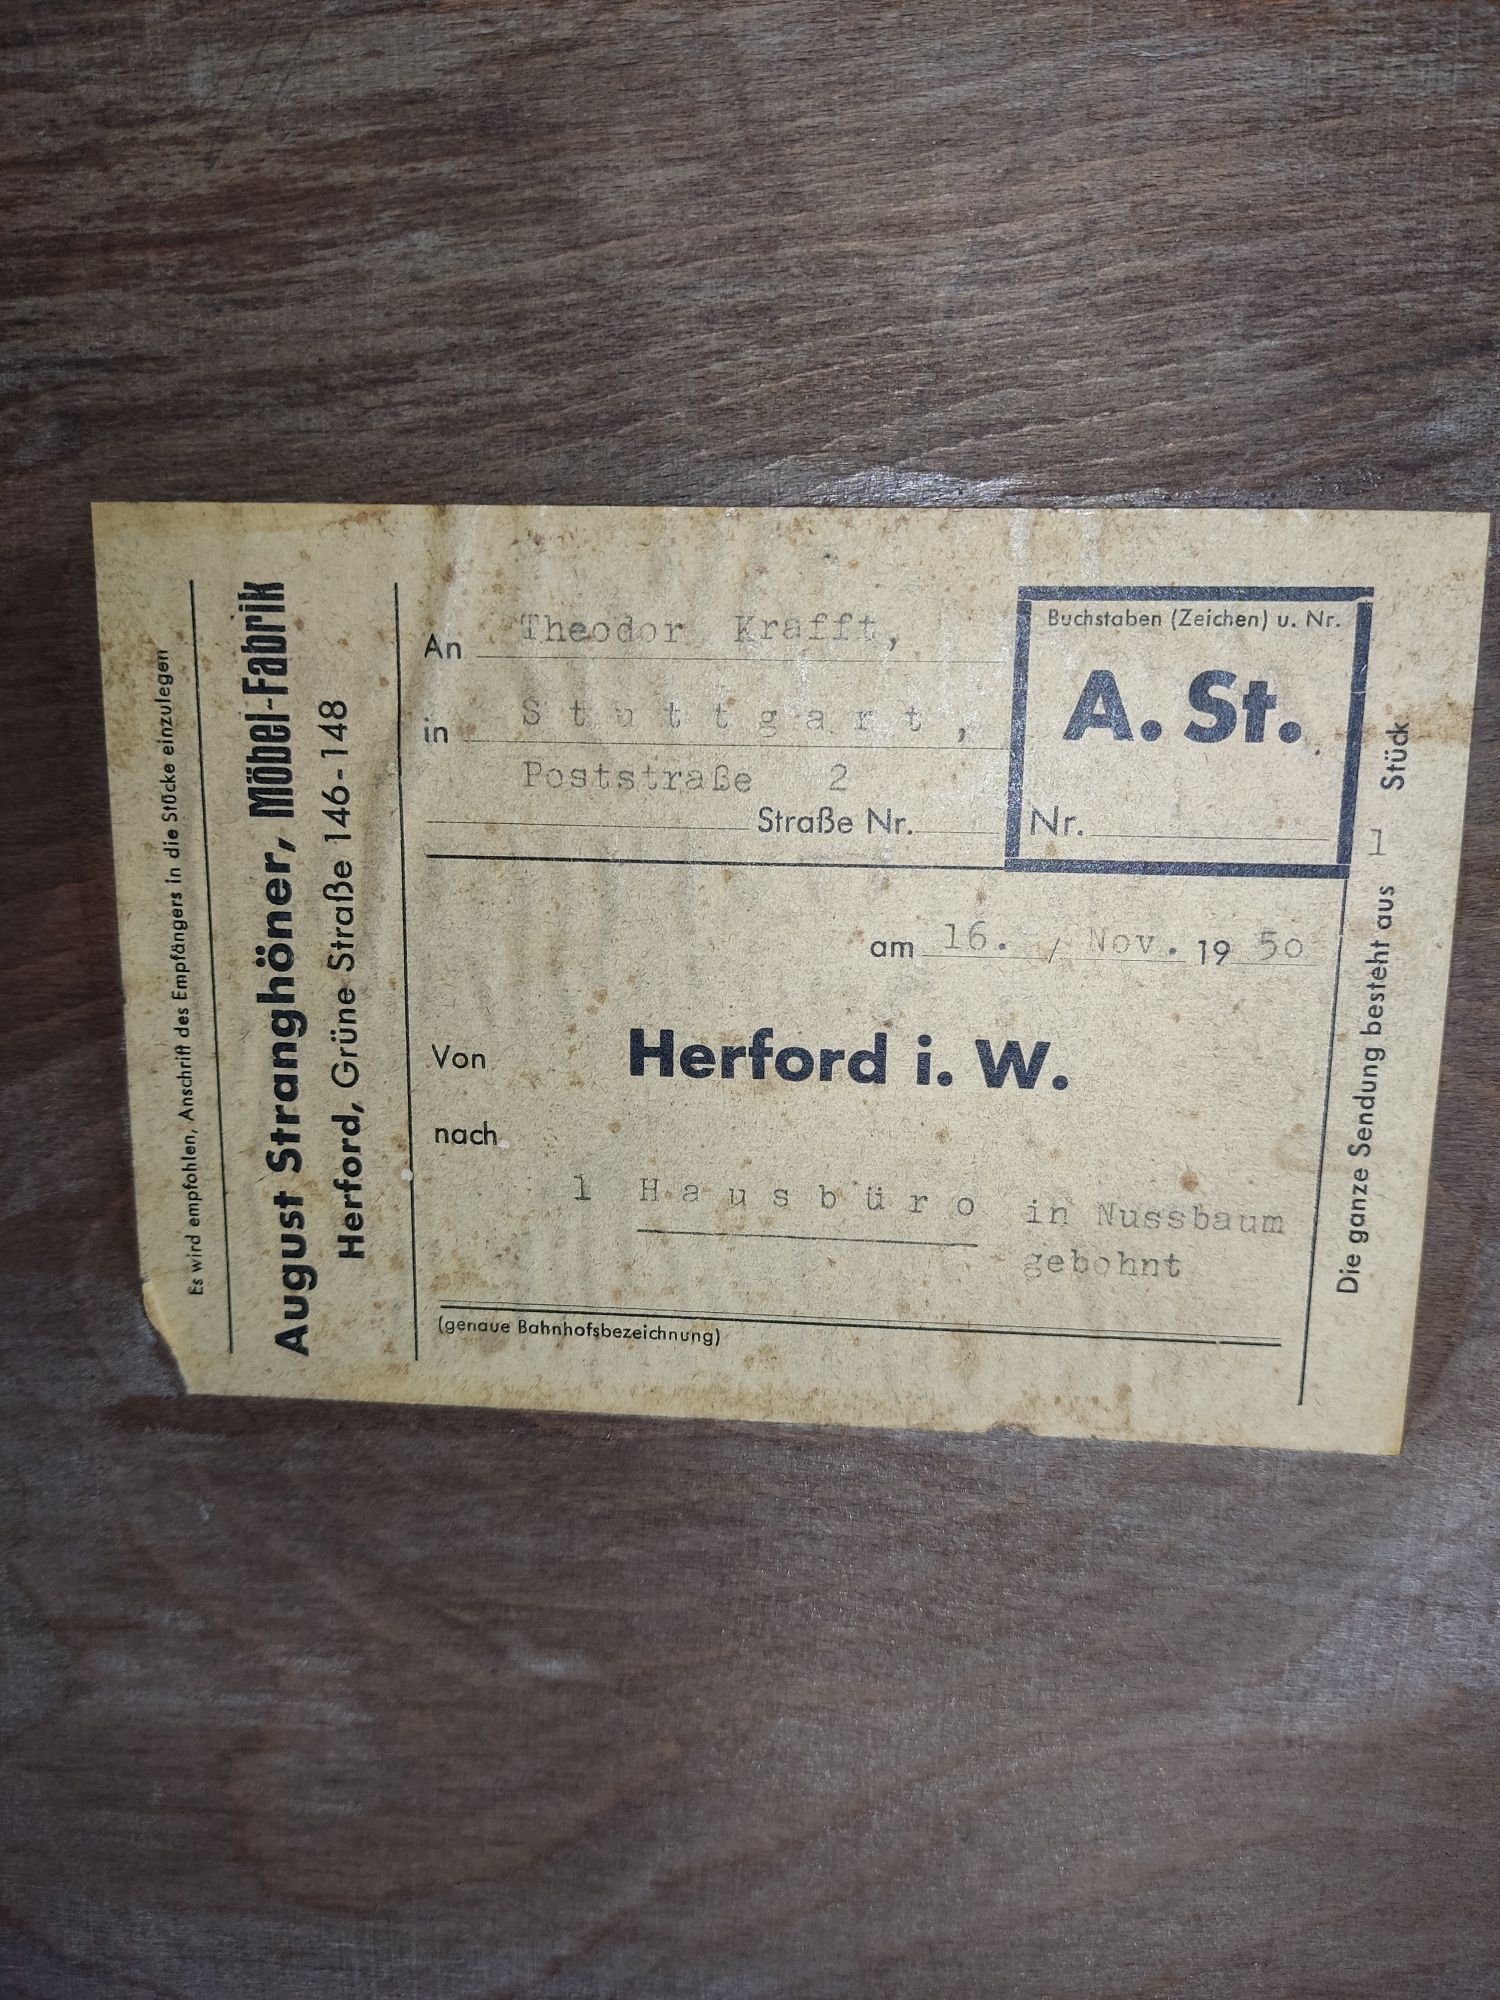 Es wird empfohlen, Anschrift des Empfängers in die Stücke einzulegen
August Stranghöner, Möbel-Fabrik
Herford, Grüne Straße 146-148
An Theodor Krafft,
in Stuttgart,
Poststraße 2
Straße Nr.
Buchstaben (Zeichen) u. Nr.
A. St.
Nr.
am 16. / Nov. 19 50
Von Herford i. W.
nach
1 Hausbüro in Nussbaum
gebohnt
(genaue Bahnhofsbezeichnung)
Die ganze Sendung besteht aus 1 Stück